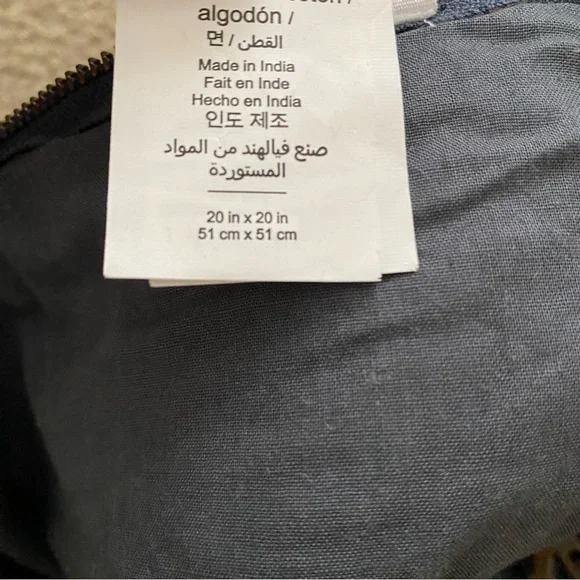 algodón /
면 / القطن
Made in India
Fait en Inde
Hecho en India
인도 제조
صنع فيالهند من المواد
المستوردة
20 in x 20 in
51 cm x 51 cm